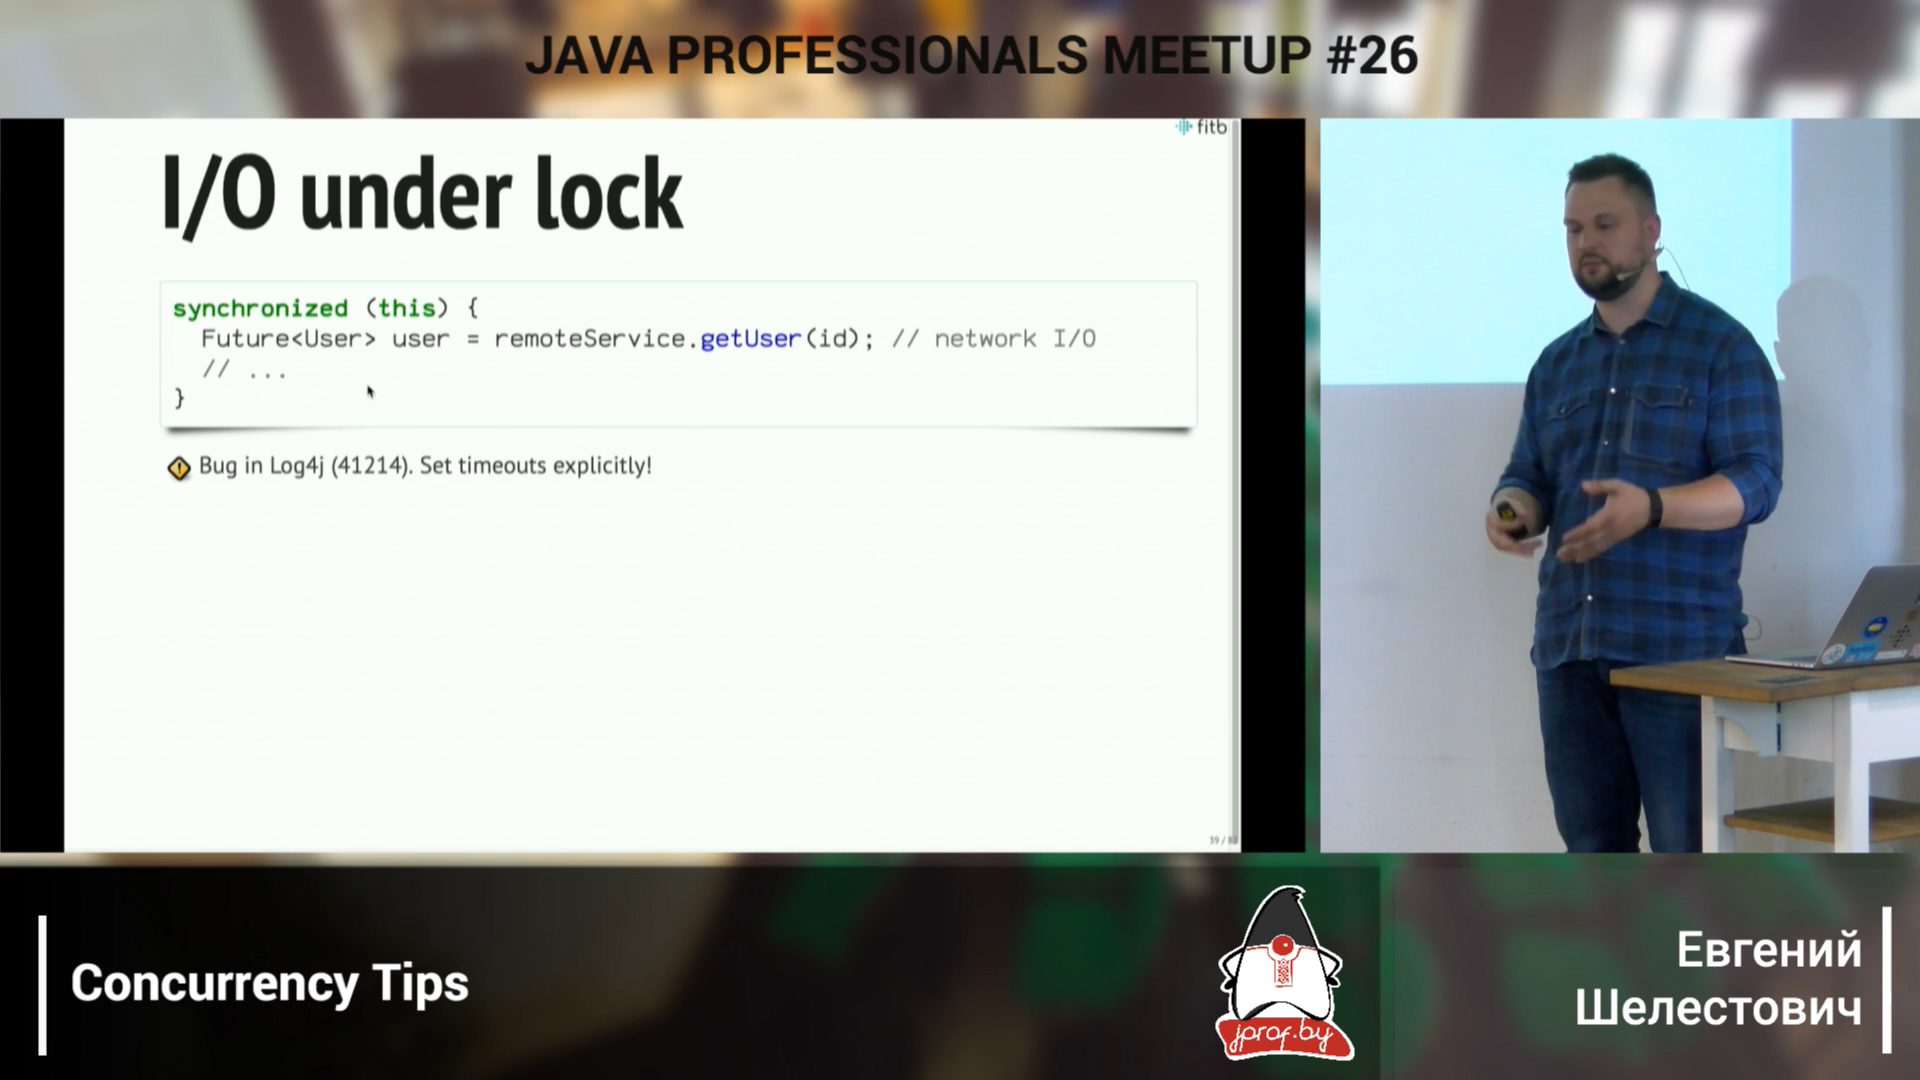 JAVA PROFESSIONALS MEETUP #26
fitb
I/O under lock
synchronized (this) {
Future<User> user = remoteService.getUser(id); // network I/O
// ...
}
Bug in Log4j (41214). Set timeouts explicitly!
Concurrency Tips
jprof.by
Евгений
Шелестович